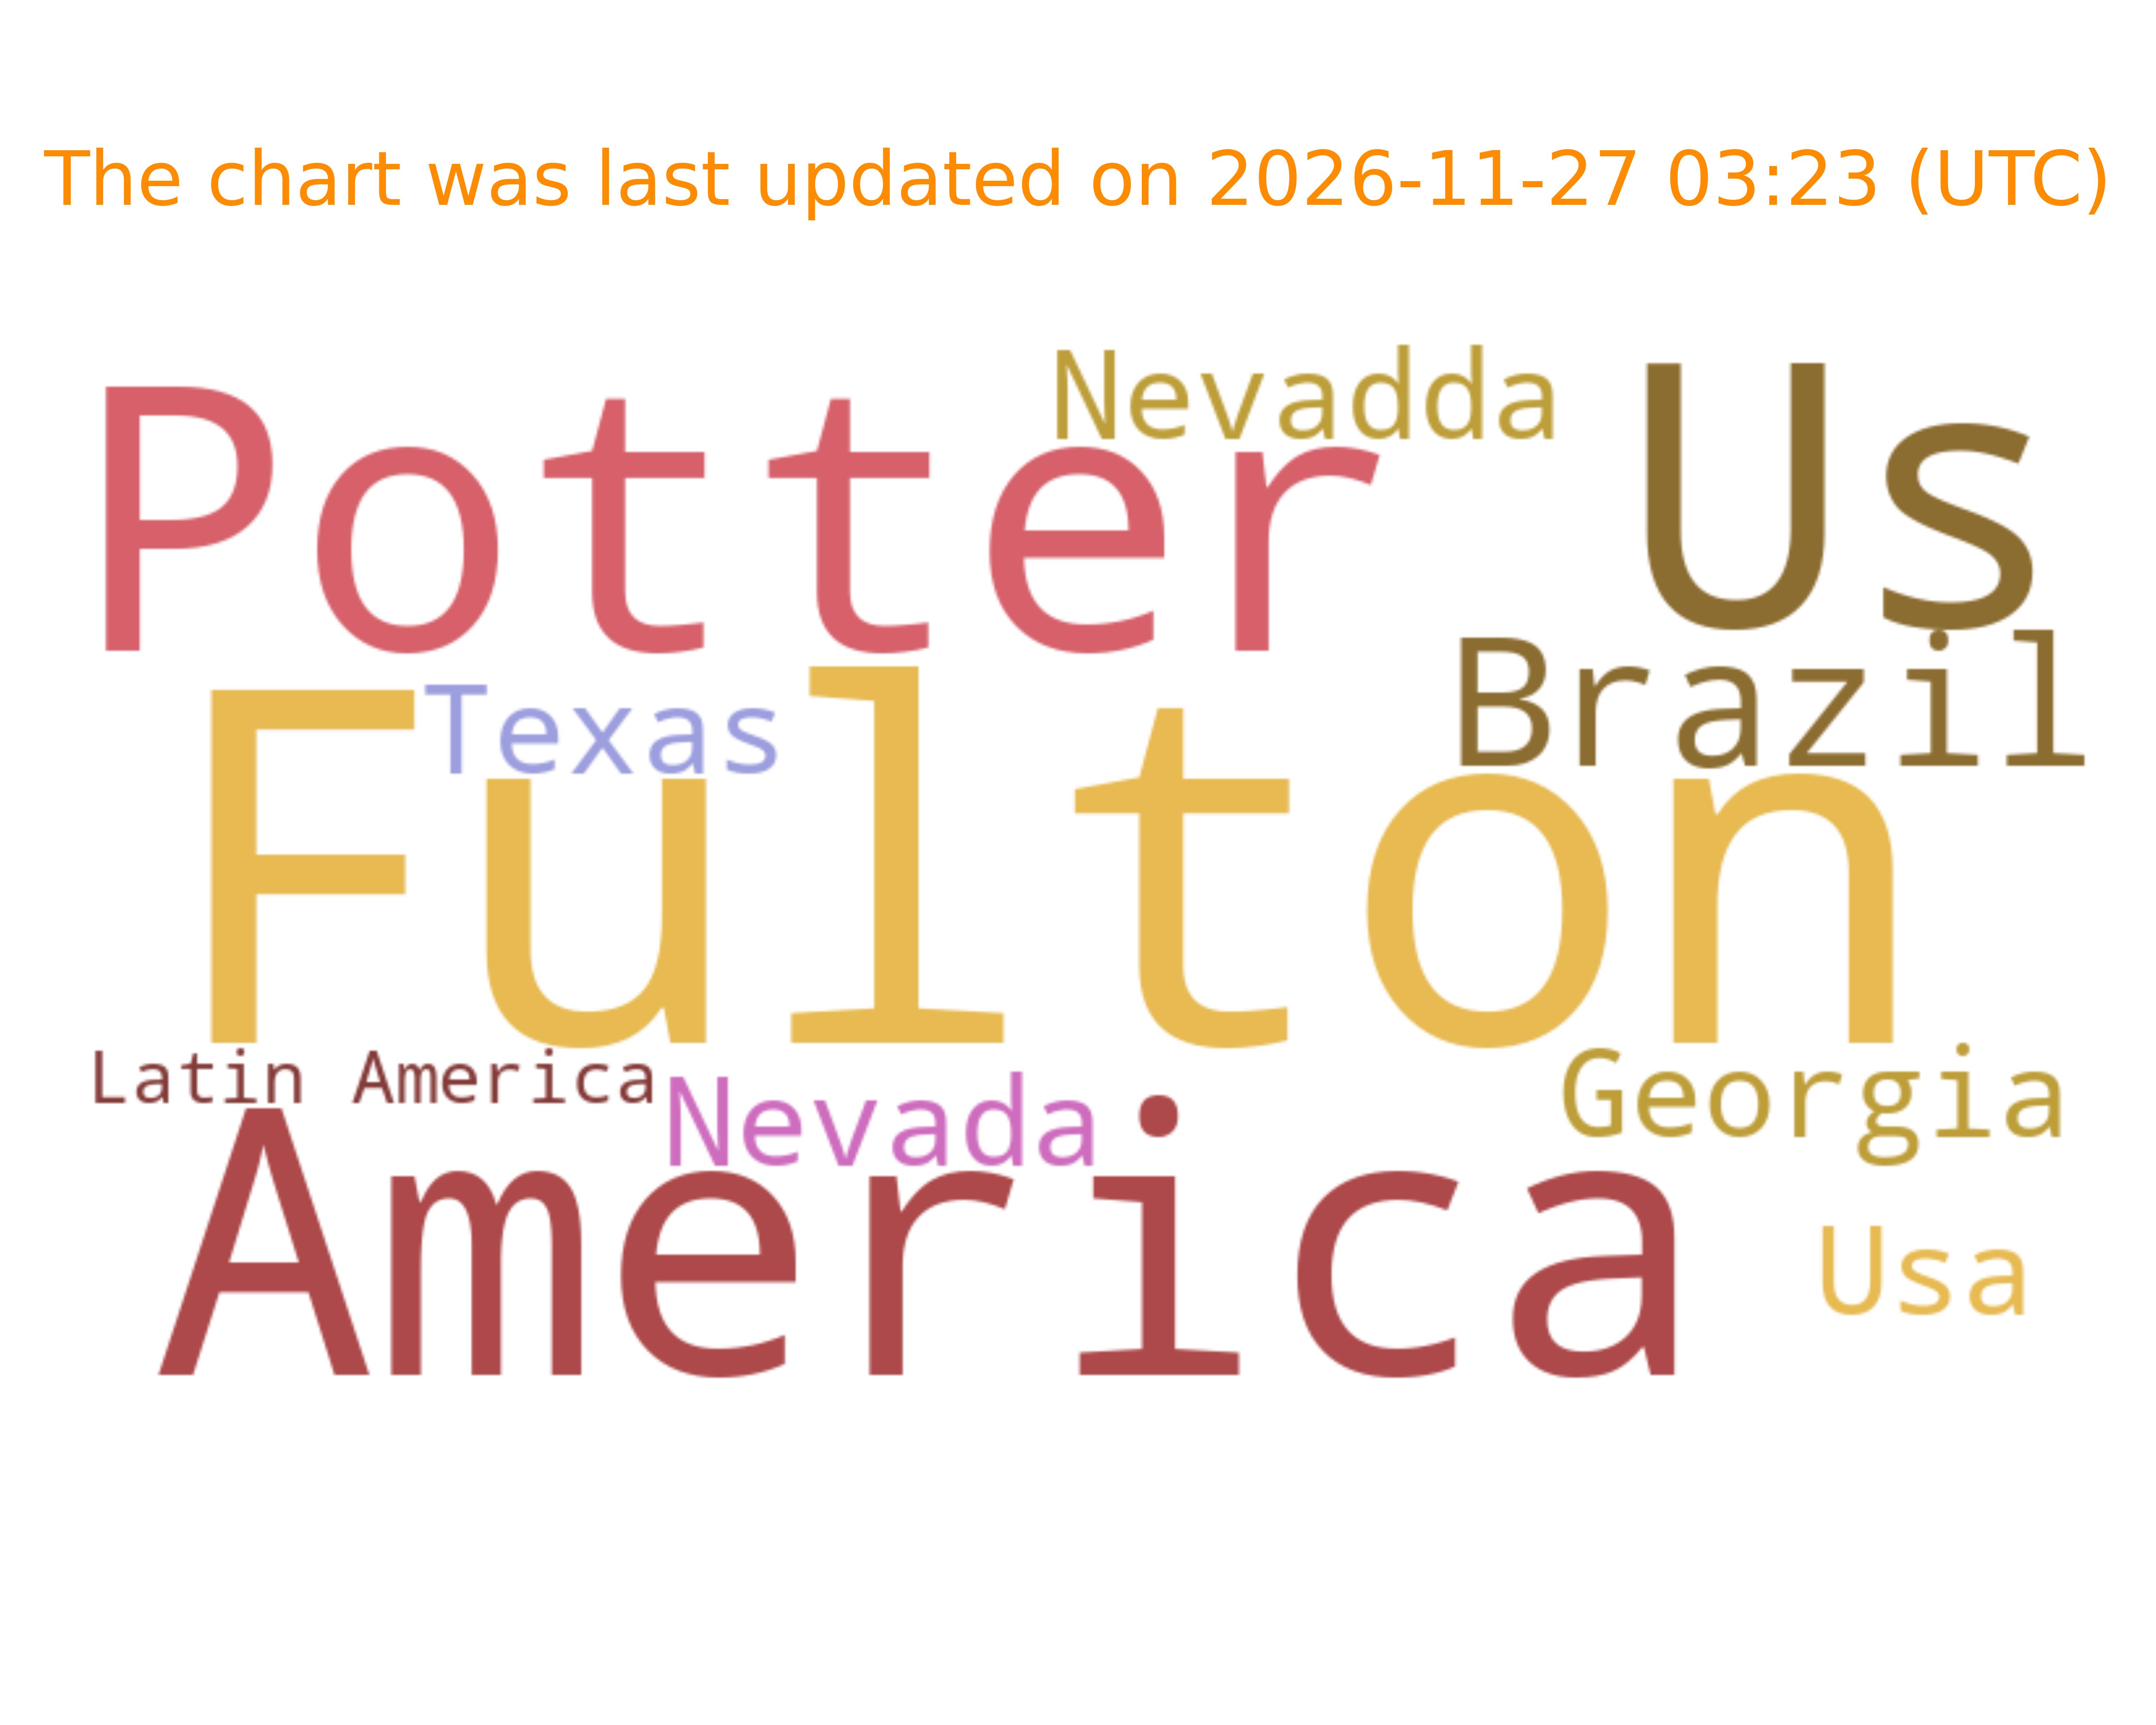 The chart was last updated on 2026-11-27 03:23 (UTC)
Nevadda
Potter
Us
Brazil
Texas
Fulton
Latin America
Nevada
Georgia
America
Usa